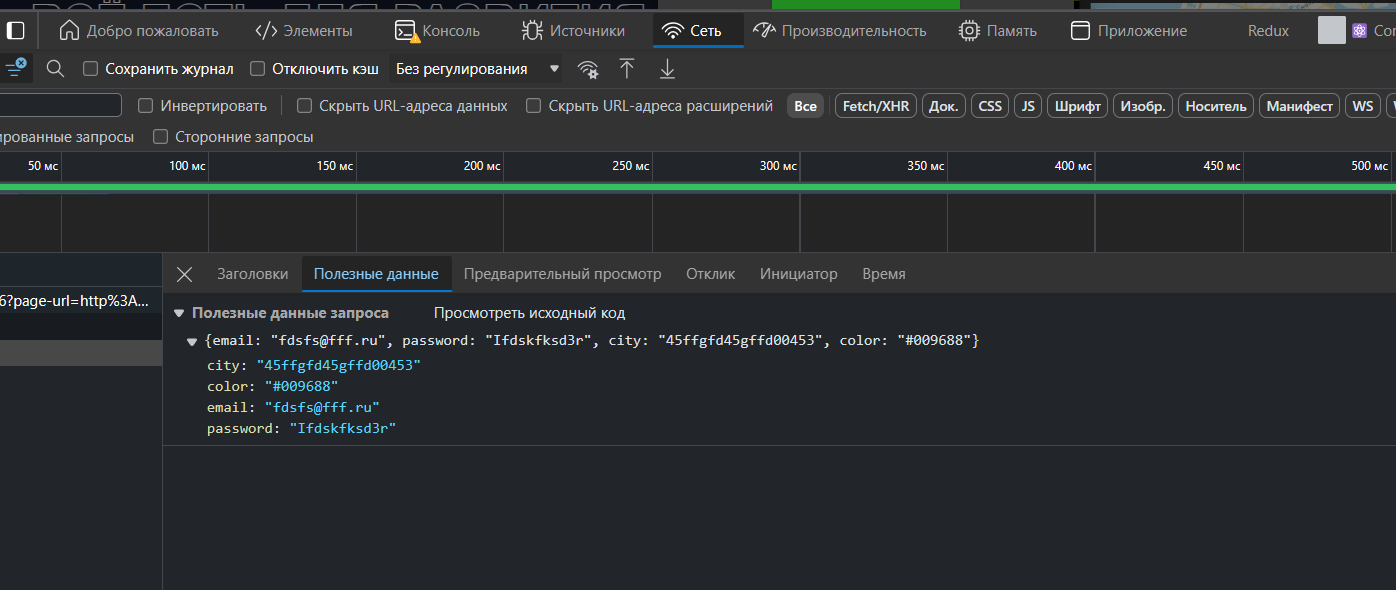 Добро пожаловать Элементы Консоль Источники Сеть Производительность Память Приложение Redux
Сохранить журнал Отключить кэш Без регулирования
Инвертировать Скрыть URL-адреса данных Скрыть URL-адреса расширений Все Fetch/XHR Док. CSS JS Шрифт Изобр. Носитель Манифест WS
Сторонние запросы
50 мс 100 мс 150 мс 200 мс 250 мс 300 мс 350 мс 400 мс 450 мс 500 мс
Заголовки Полезные данные Предварительный просмотр Отклик Инициатор Время
6?page-url=http%3A...
Полезные данные запроса Просмотреть исходный код
{email: "fdsfs@fff.ru", password: "Ifdskfksd3r", city: "45ffgfd45gffd00453", color: "#009688"}
city: "45ffgfd45gffd00453"
color: "#009688"
email: "fdsfs@fff.ru"
password: "Ifdskfksd3r"